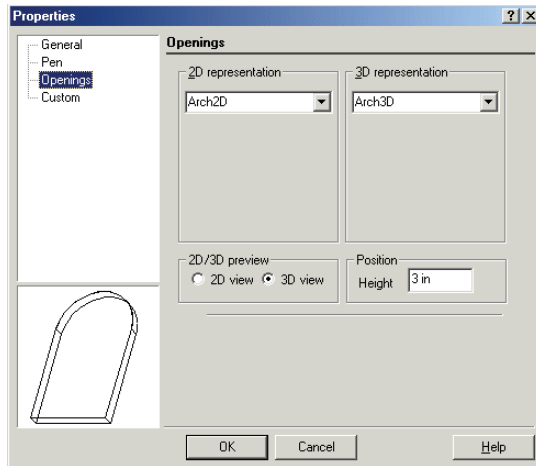 Properties
General
Pen
Openings
Custom
Openings
2D representation
Arch2D
3D representation
Arch3D
2D/3D preview
2D view 3D view
Position
Height 3 in
OK Cancel Help